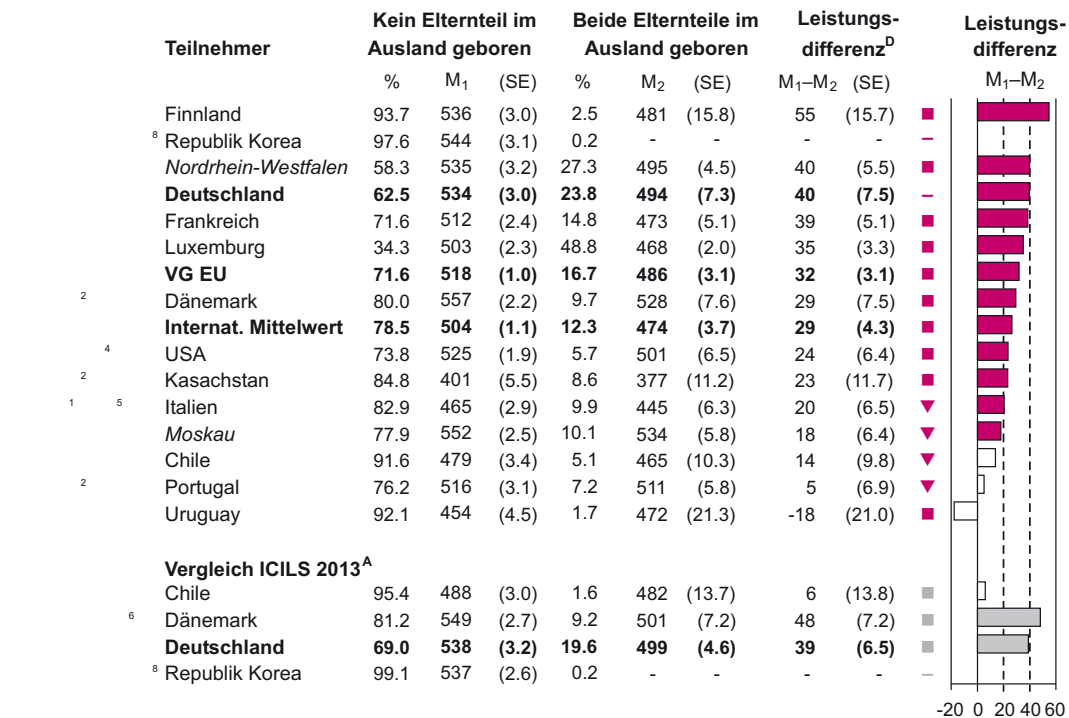 Teilnehmer Kein Elternteil im Ausland geboren Beide Elternteile im Ausland geboren Leistungs-differenzD Leistungs-differenz
% M1 (SE) % M2 (SE) M1–M2 (SE) M1–M2
Finnland 93.7 536 (3.0) 2.5 481 (15.8) 55 (15.7)
8 Republik Korea 97.6 544 (3.1) 0.2 - - - -
Nordrhein-Westfalen 58.3 535 (3.2) 27.3 495 (4.5) 40 (5.5)
Deutschland 62.5 534 (3.0) 23.8 494 (7.3) 40 (7.5)
Frankreich 71.6 512 (2.4) 14.8 473 (5.1) 39 (5.1)
Luxemburg 34.3 503 (2.3) 48.8 468 (2.0) 35 (3.3)
VG EU 71.6 518 (1.0) 16.7 486 (3.1) 32 (3.1)
2 Dänemark 80.0 557 (2.2) 9.7 528 (7.6) 29 (7.5)
Internat. Mittelwert 78.5 504 (1.1) 12.3 474 (3.7) 29 (4.3)
4 USA 73.8 525 (1.9) 5.7 501 (6.5) 24 (6.4)
2 Kasachstan 84.8 401 (5.5) 8.6 377 (11.2) 23 (11.7)
1 5 Italien 82.9 465 (2.9) 9.9 445 (6.3) 20 (6.5)
Moskau 77.9 552 (2.5) 10.1 534 (5.8) 18 (6.4)
Chile 91.6 479 (3.4) 5.1 465 (10.3) 14 (9.8)
2 Portugal 76.2 516 (3.1) 7.2 511 (5.8) 5 (6.9)
Uruguay 92.1 454 (4.5) 1.7 472 (21.3) -18 (21.0)
Vergleich ICILS 2013A
Chile 95.4 488 (3.0) 1.6 482 (13.7) 6 (13.8)
6 Dänemark 81.2 549 (2.7) 9.2 501 (7.2) 48 (7.2)
Deutschland 69.0 538 (3.2) 19.6 499 (4.6) 39 (6.5)
8 Republik Korea 99.1 537 (2.6) 0.2 - - - -
-20 0 20 40 60